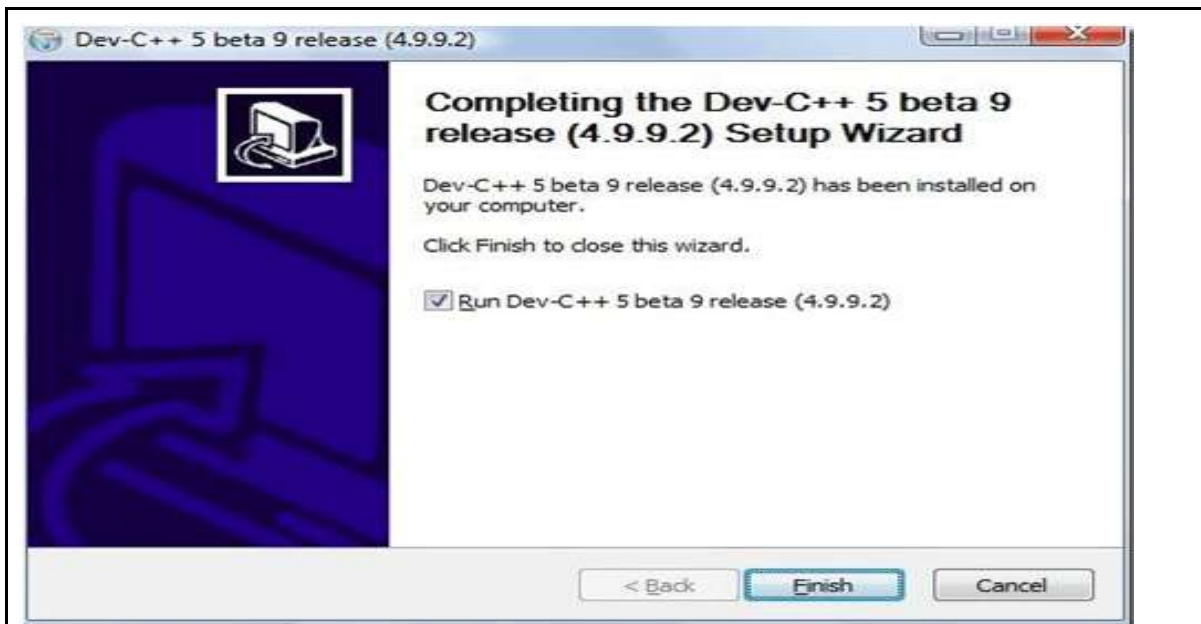 Dev-C++ 5 beta 9 release (4.9.9.2)
Completing the Dev-C++ 5 beta 9
release (4.9.9.2) Setup Wizard
Dev-C++ 5 beta 9 release (4.9.9.2) has been installed on
your computer.
Click Finish to close this wizard.
Run Dev-C++ 5 beta 9 release (4.9.9.2)
< Back Finish Cancel